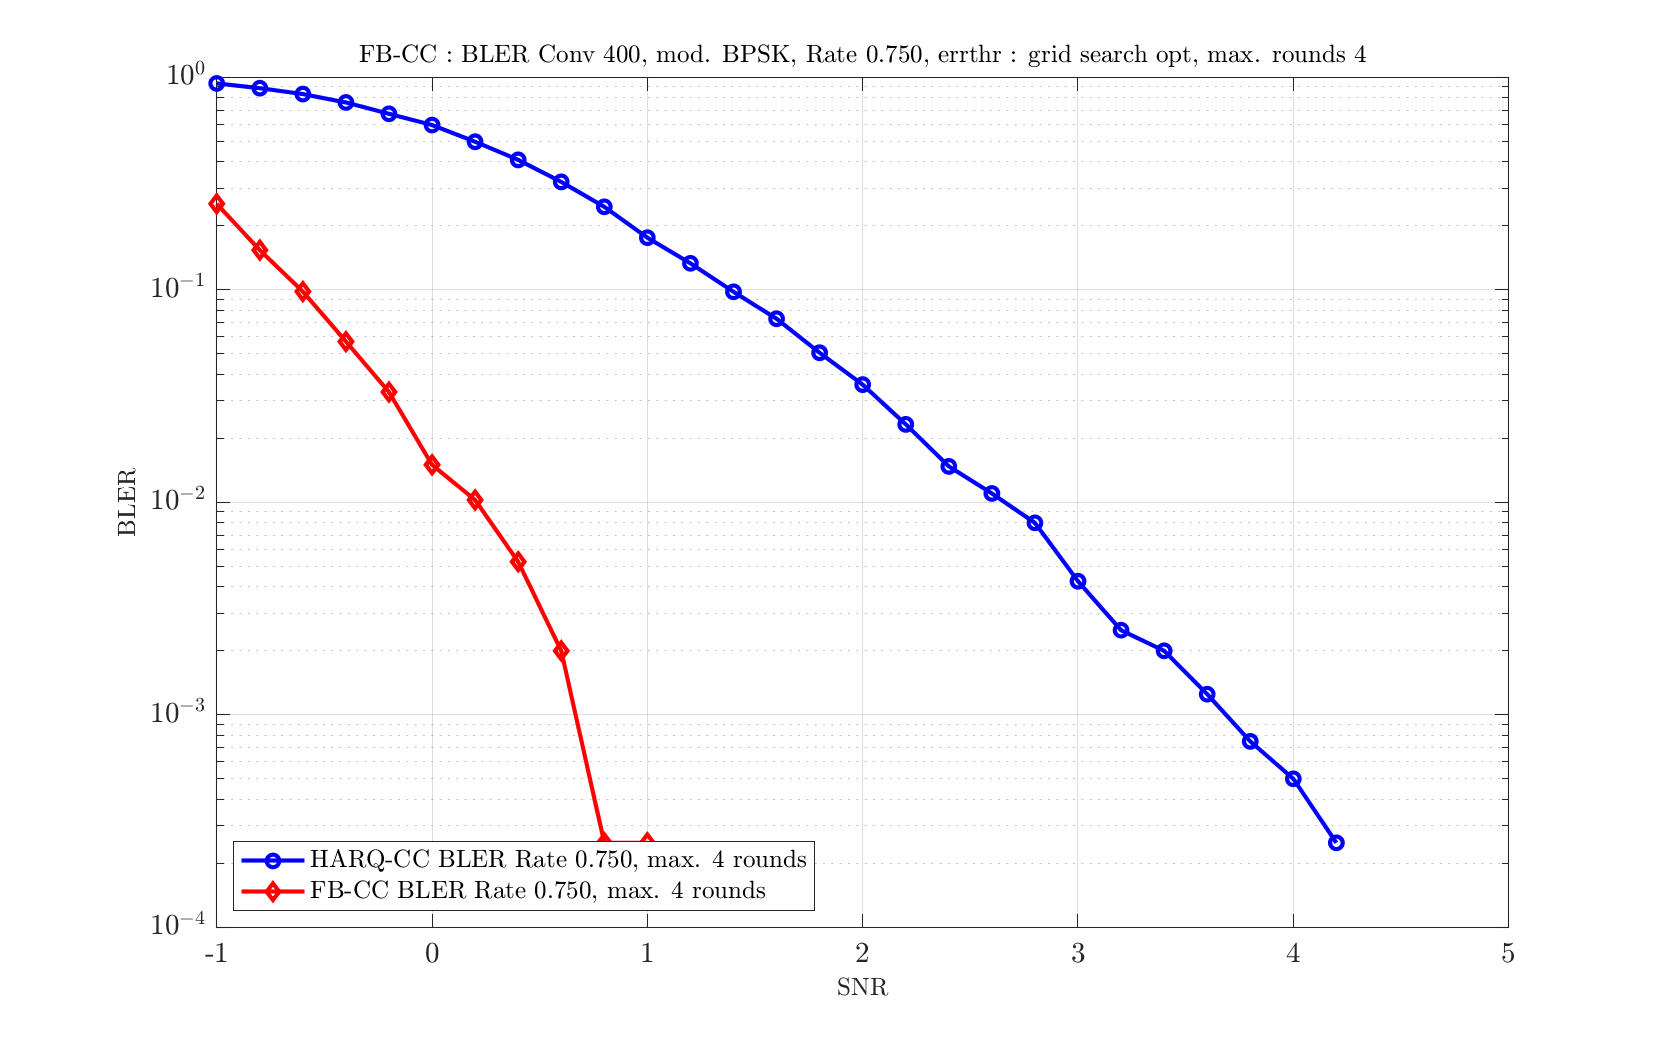 FB-CC : BLER Conv 400, mod. BPSK, Rate 0.750, errthr : grid search opt, max. rounds 4
10^0
10^{-1}
10^{-2}
10^{-3}
10^{-4}
BLER
HARQ-CC BLER Rate 0.750, max. 4 rounds
FB-CC BLER Rate 0.750, max. 4 rounds
-1 0 1 2 3 4 5
SNR